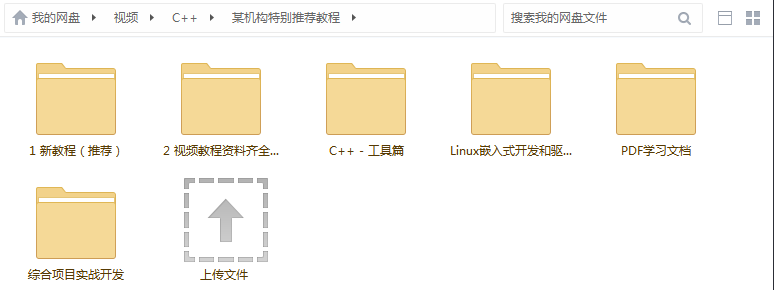 我的网盘 视频 C++ 某机构特别推荐教程 搜索我的网盘文件
1 新教程（推荐） 2 视频教程资料齐全... C++ - 工具篇 Linux嵌入式开发和驱... PDF学习文档
综合项目实战开发 上传文件